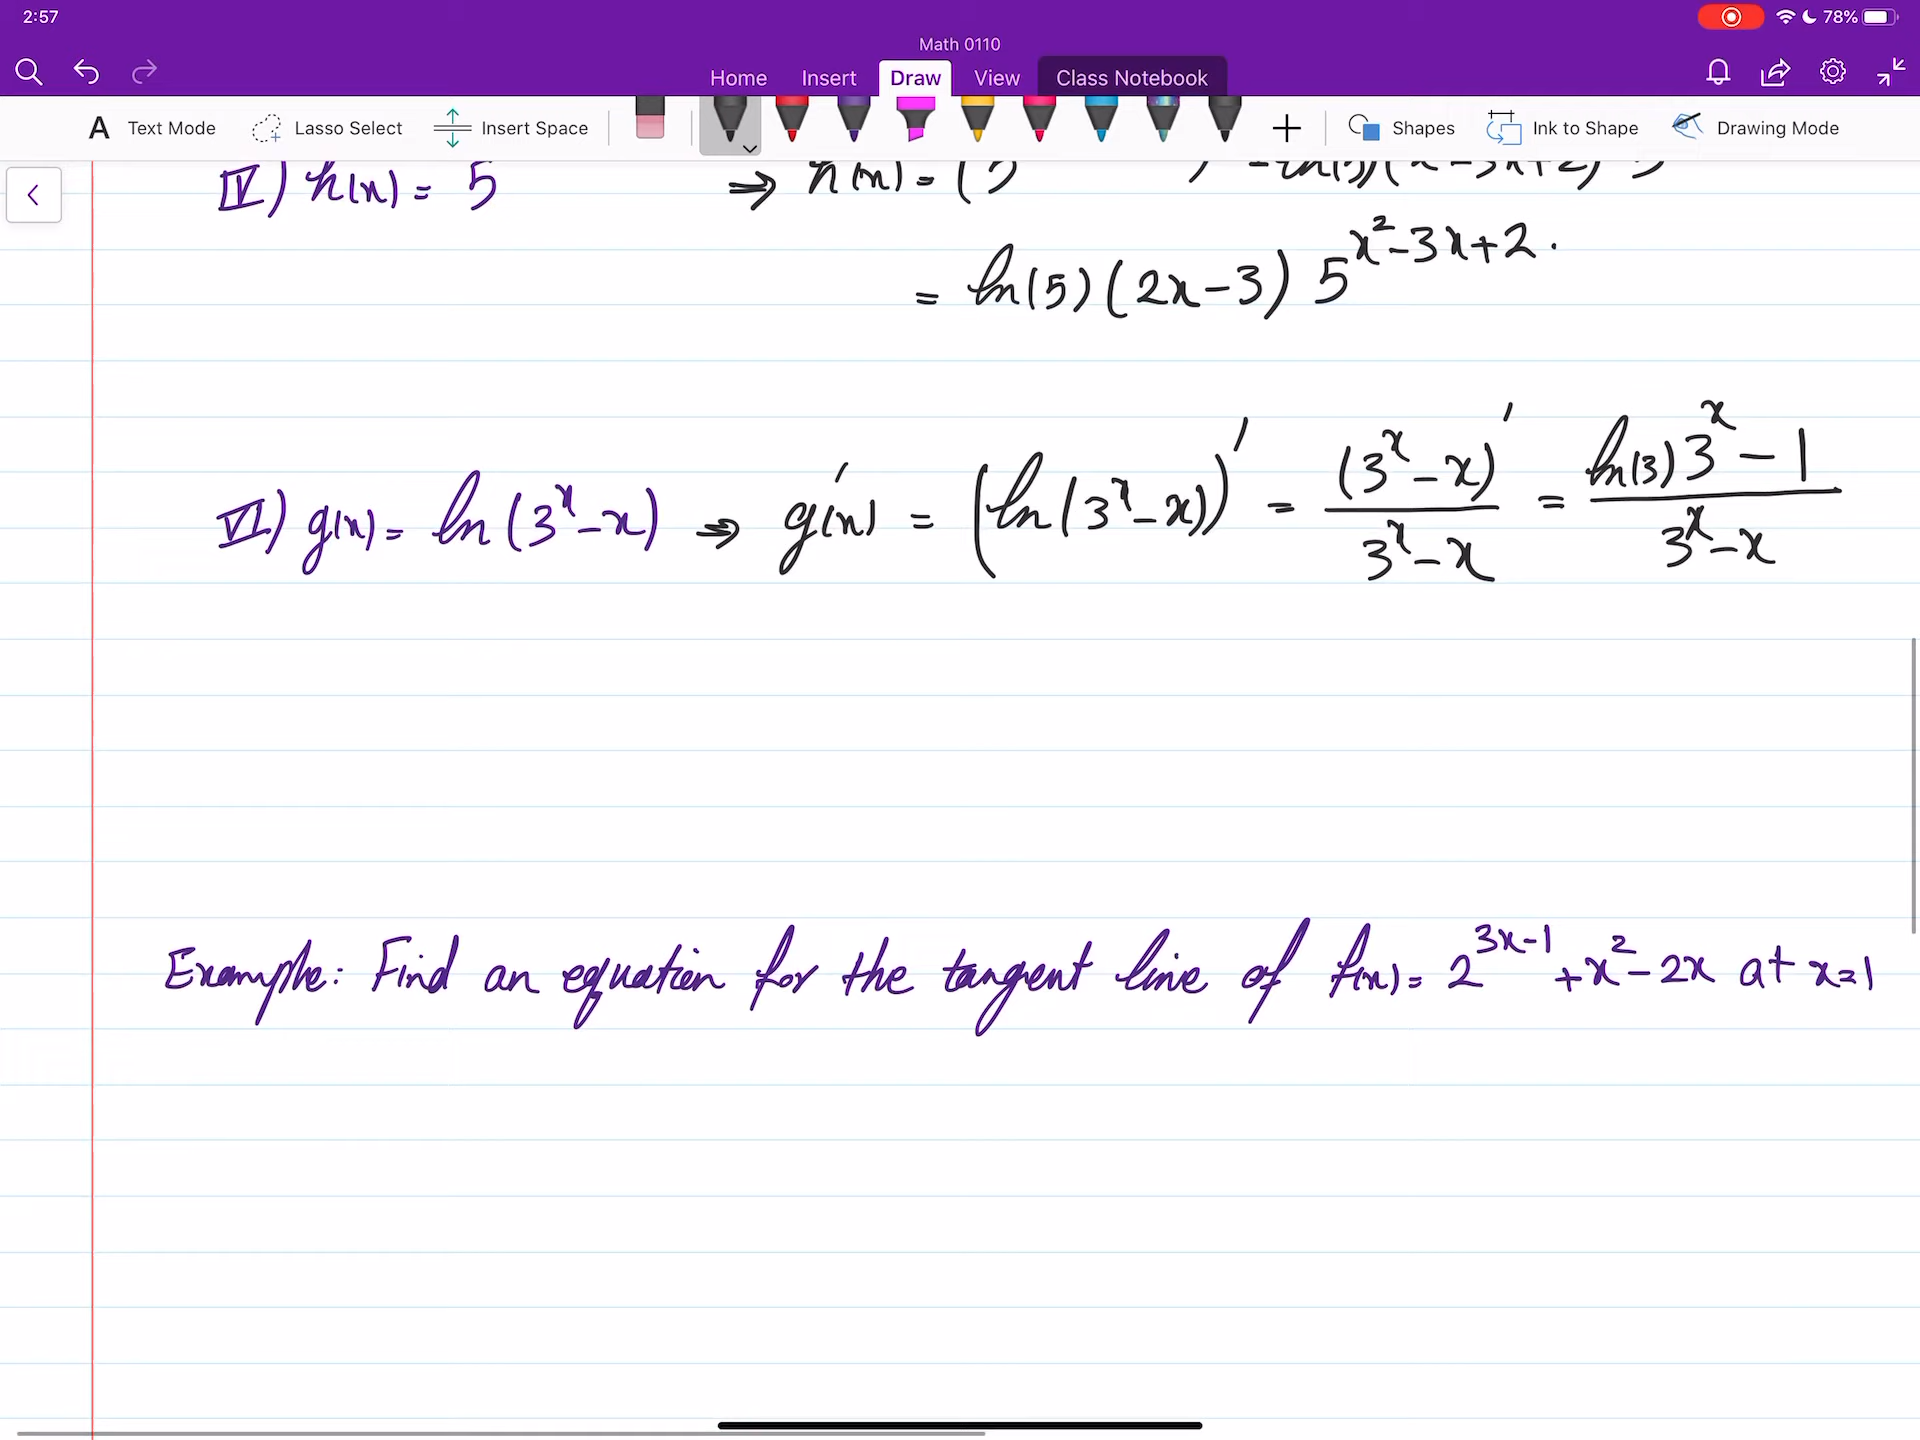 2:57
78%
Math 0110
Home Insert Draw View Class Notebook
A Text Mode Lasso Select Insert Space Shapes Ink to Shape Drawing Mode
IV) h(x) = 5 ⇒ h'(x) = (5
= ln(5)(2x-3) 5^{x²-3x+2}.
VI) g(x) = ln(3^x-x) ⇒ g'(x) = (ln(3^x-x))' = (3^x-x)' / 3^x-x = ln(3)3^x-1 / 3^x-x
Example: Find an equation for the tangent line of f(x) = 2^{3x-1}+x²-2x at x=1